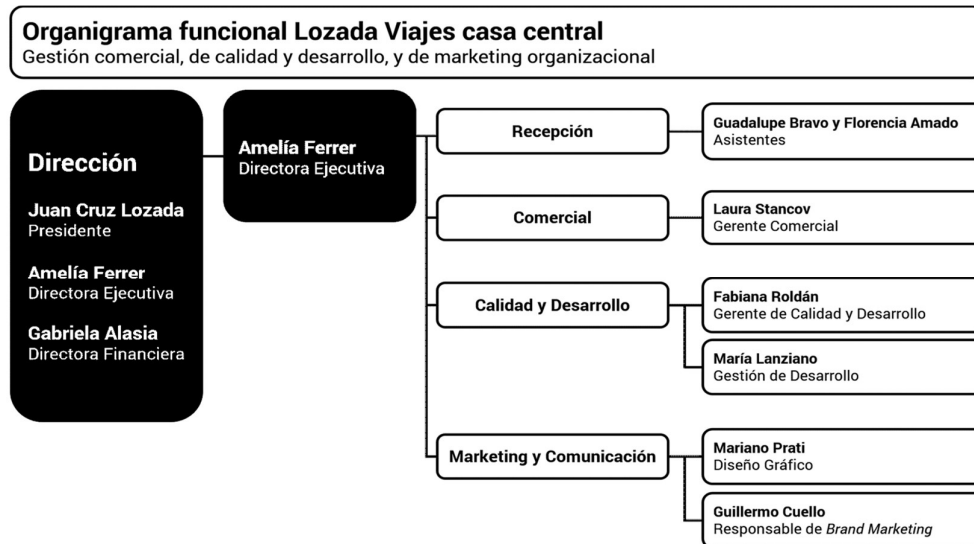 Organigrama funcional Lozada Viajes casa central
Gestión comercial, de calidad y desarrollo, y de marketing organizacional
Dirección
Juan Cruz Lozada
Presidente
Amelía Ferrer
Directora Ejecutiva
Gabriela Alasia
Directora Financiera
Amelía Ferrer
Directora Ejecutiva
Recepción
Guadalupe Bravo y Florencia Amado
Asistentes
Comercial
Laura Stancov
Gerente Comercial
Calidad y Desarrollo
Fabiana Roldán
Gerente de Calidad y Desarrollo
María Lanziano
Gestión de Desarrollo
Marketing y Comunicación
Mariano Prati
Diseño Gráfico
Guillermo Cuello
Responsable de Brand Marketing